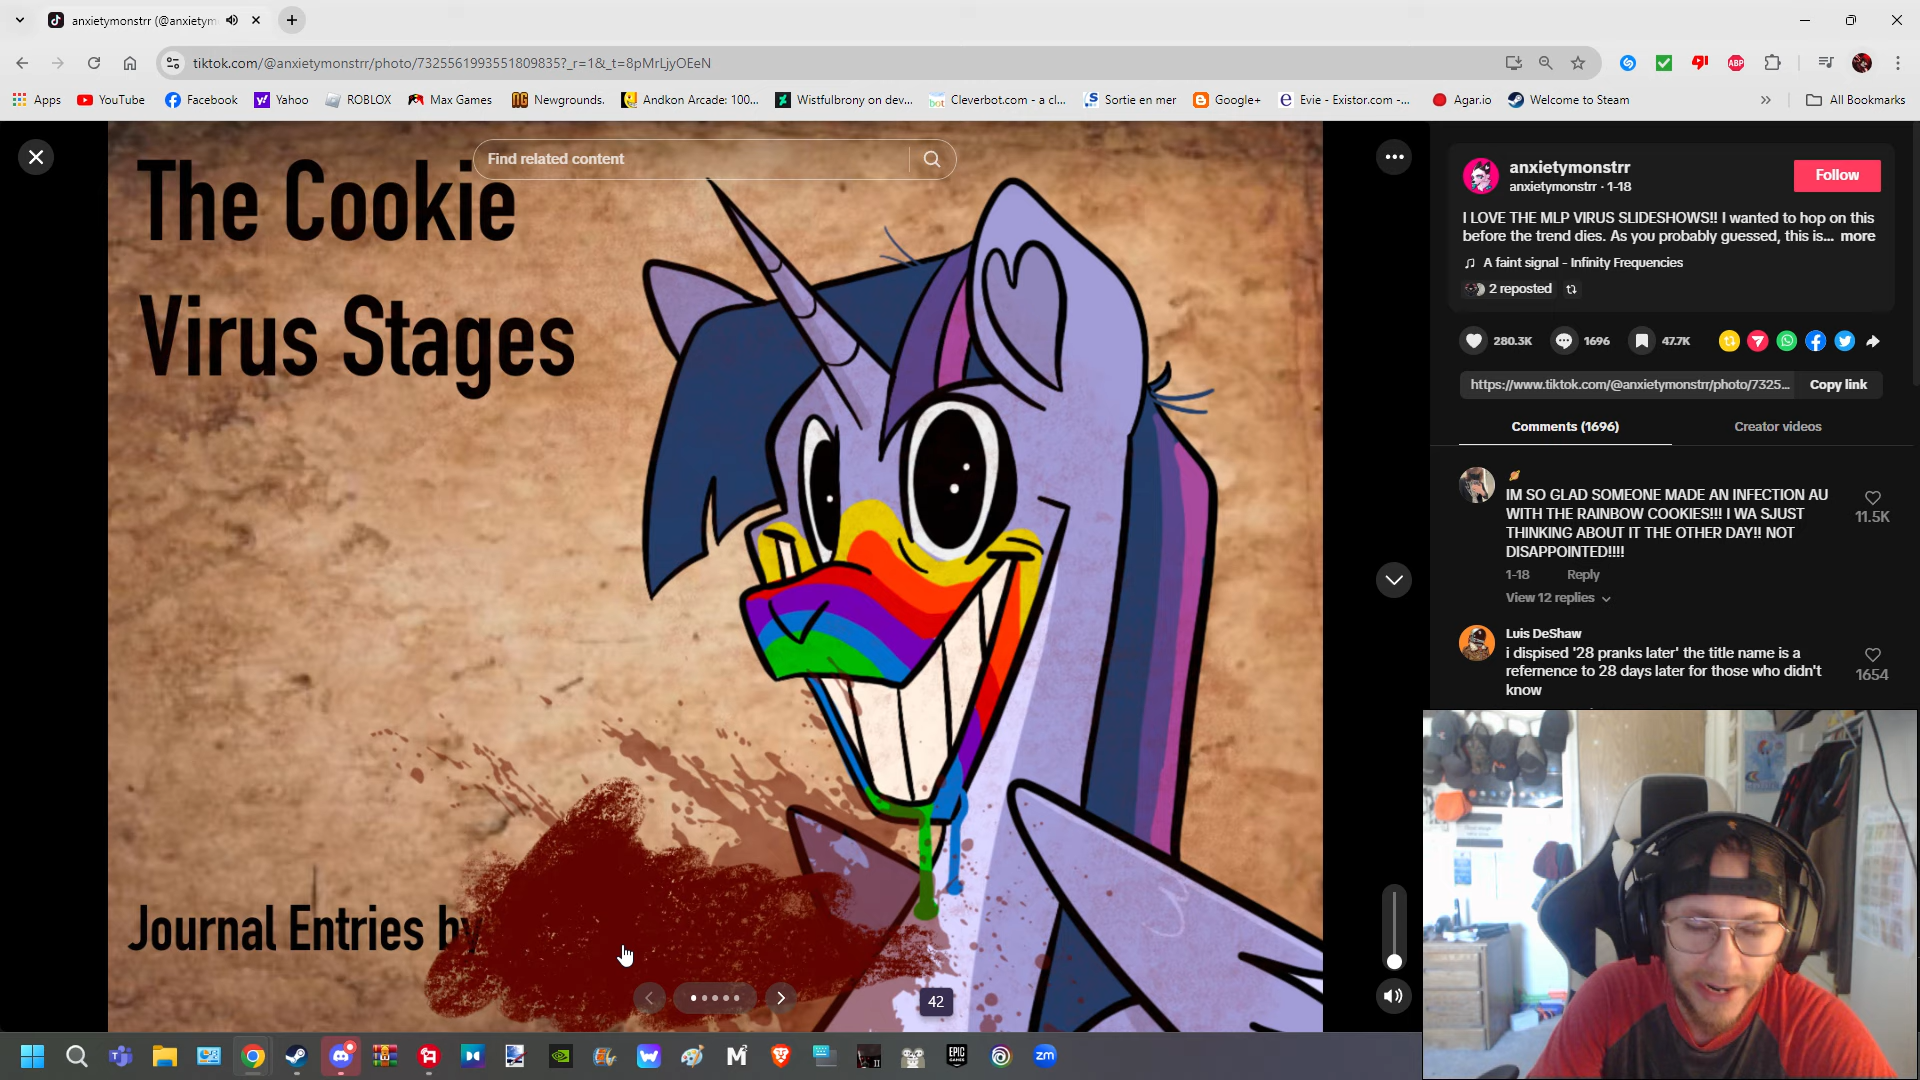 anxietymonstrr (@anxietym
tiktok.com/@anxietymonstrr/photo/7325561993551809835?_r=1&_t=8pMrLjyOEeN
Apps YouTube Facebook Yahoo ROBLOX Max Games Newgrounds. Andkon Arcade: 100... Wistfulbrony on dev... Cleverbot.com - a cl... Sortie en mer Google+ Evie - Existor.com -... Agar.io Welcome to Steam » All Bookmarks
Find related content
The Cookie
Virus Stages
Journal Entries by
42
anxietymonstrr
anxietymonstrr · 1-18
Follow
I LOVE THE MLP VIRUS SLIDESHOWS!! I wanted to hop on this
before the trend dies. As you probably guessed, this is... more
A faint signal - Infinity Frequencies
2 reposted
280.3K 1696 47.7K
https://www.tiktok.com/@anxietymonstrr/photo/7325... Copy link
Comments (1696) Creator videos
IM SO GLAD SOMEONE MADE AN INFECTION AU
WITH THE RAINBOW COOKIES!!! I WA SJUST
THINKING ABOUT IT THE OTHER DAY!! NOT
DISAPPOINTED!!!!
11.5K
1-18 Reply
View 12 replies
Luis DeShaw
i dispised '28 pranks later' the title name is a
refernence to 28 days later for those who didn't
know
1654